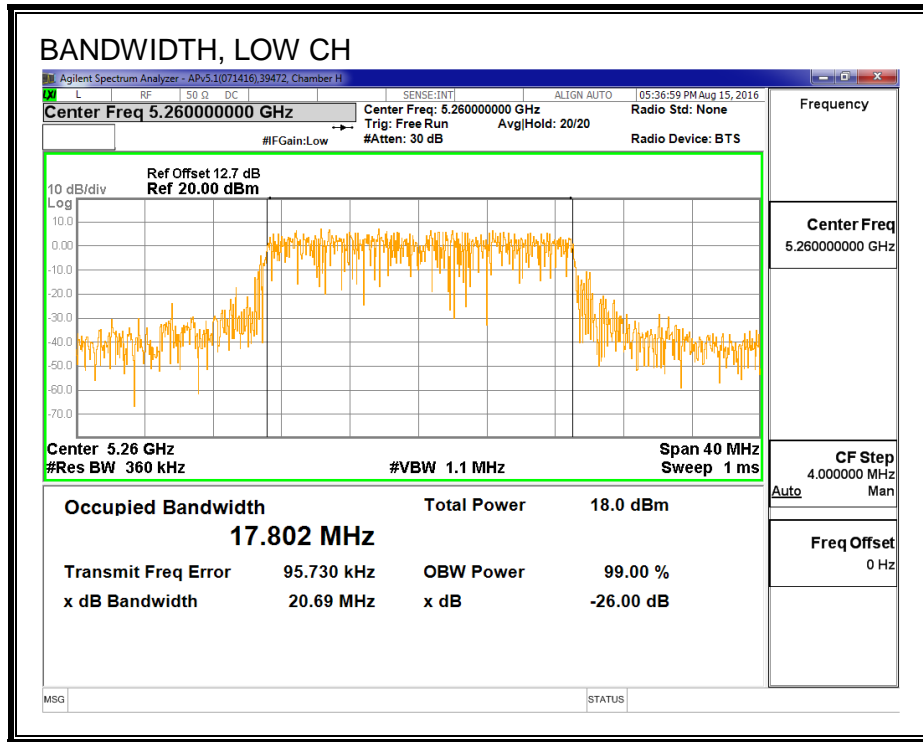 BANDWIDTH, LOW CH
Agilent Spectrum Analyzer - APv5.1(071416),39472, Chamber H
LXI L RF 50 Ω DC SENSE:INT ALIGN AUTO 05:36:59 PM Aug 15, 2016
Center Freq 5.260000000 GHz
#IFGain:Low
Center Freq: 5.260000000 GHz
Trig: Free Run Avg|Hold: 20/20
#Atten: 30 dB
Radio Std: None
Radio Device: BTS
Ref Offset 12.7 dB
10 dB/div Ref 20.00 dBm
Log
10.0
0.00
-10.0
-20.0
-30.0
-40.0
-50.0
-60.0
-70.0
Center 5.26 GHz Span 40 MHz
#Res BW 360 kHz #VBW 1.1 MHz Sweep 1 ms
Occupied Bandwidth Total Power 18.0 dBm
17.802 MHz
Transmit Freq Error 95.730 kHz OBW Power 99.00 %
x dB Bandwidth 20.69 MHz x dB -26.00 dB
MSG STATUS
Frequency
Center Freq
5.260000000 GHz
CF Step
4.000000 MHz
Auto Man
Freq Offset
0 Hz